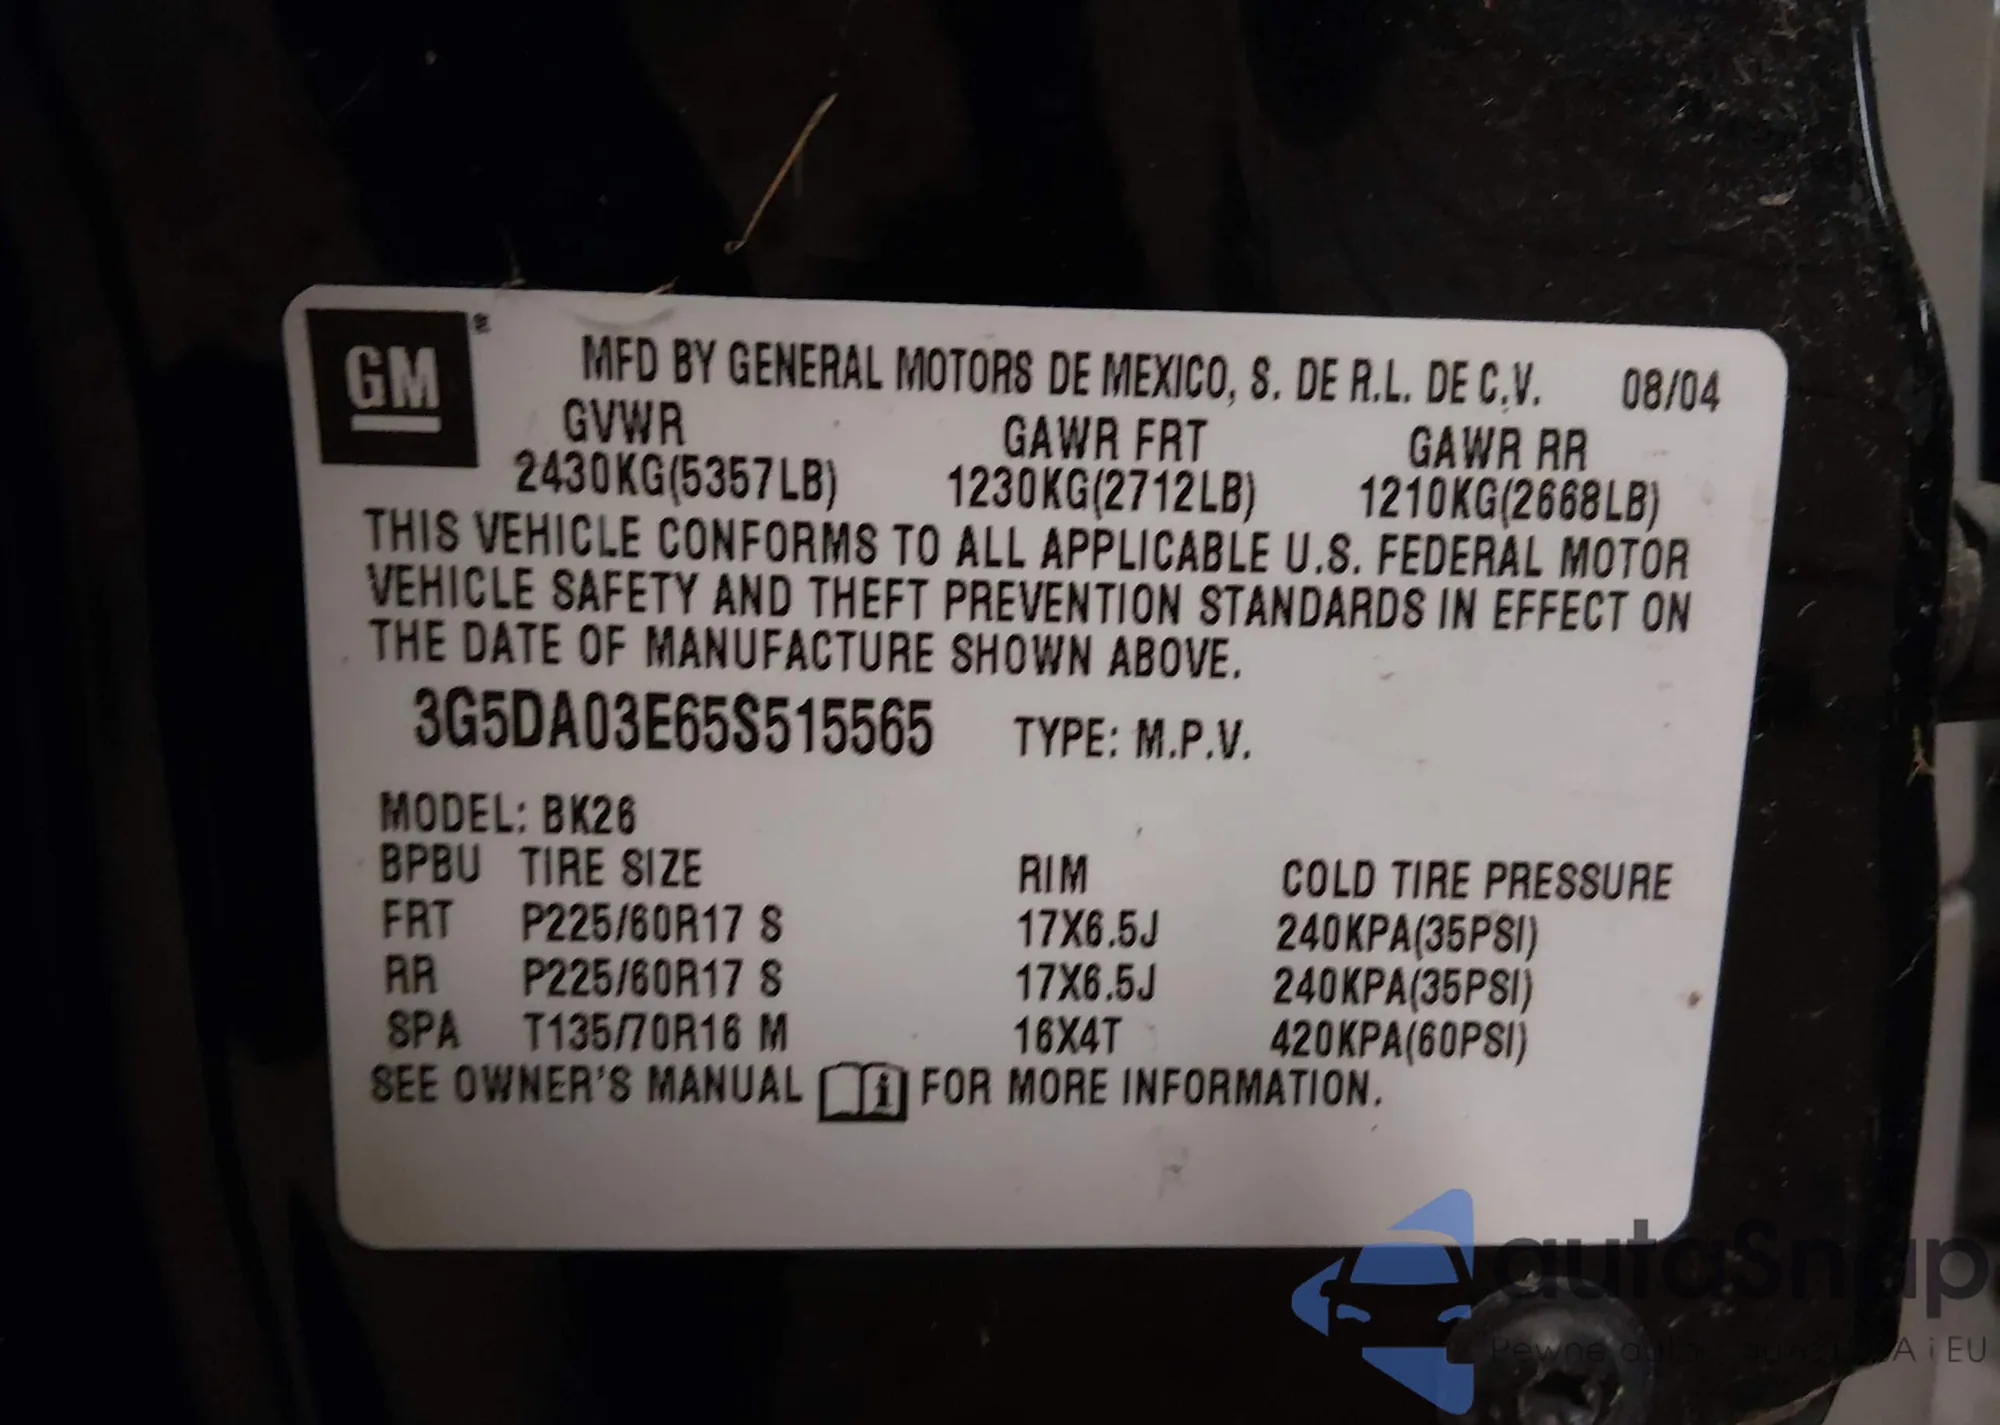 GM
MFD BY GENERAL MOTORS DE MEXICO, S. DE R.L. DE C.V. 08/04
GVWR GAWR FRT GAWR RR
2430KG(5357LB) 1230KG(2712LB) 1210KG(2668LB)
THIS VEHICLE CONFORMS TO ALL APPLICABLE U.S. FEDERAL MOTOR
VEHICLE SAFETY AND THEFT PREVENTION STANDARDS IN EFFECT ON
THE DATE OF MANUFACTURE SHOWN ABOVE.
3G5DA03E65S515565 TYPE: M.P.V.
MODEL: BK26
BPBU TIRE SIZE RIM COLD TIRE PRESSURE
FRT P225/60R17 S 17X6.5J 240KPA(35PSI)
RR P225/60R17 S 17X6.5J 240KPA(35PSI)
SPA T135/70R16 M 16X4T 420KPA(60PSI)
SEE OWNER'S MANUAL FOR MORE INFORMATION.
autaSnap
Pewne auta i EU